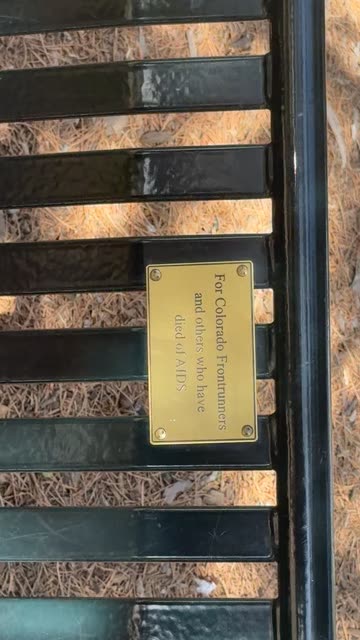 For Colorado Frontrunners
and others who have
died of AIDS